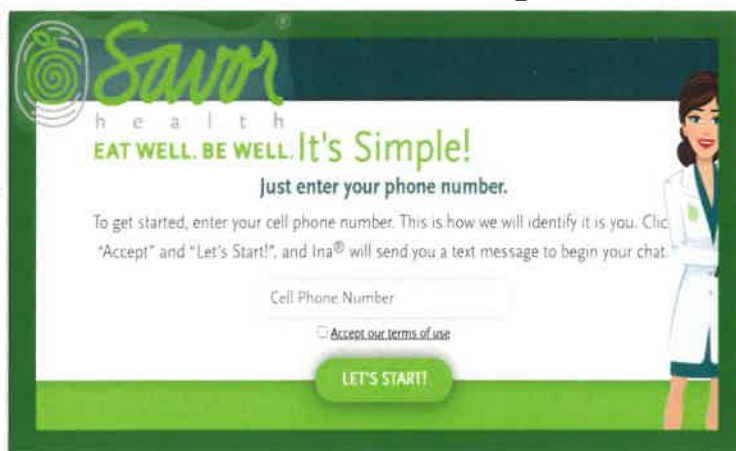 Savor®
health
EAT WELL. BE WELL. It's Simple!
Just enter your phone number.
To get started, enter your cell phone number. This is how we will identify it is you. Clic
"Accept" and "Let's Start!", and Ina® will send you a text message to begin your chat.
Cell Phone Number
Accept our terms of use
LET'S START!